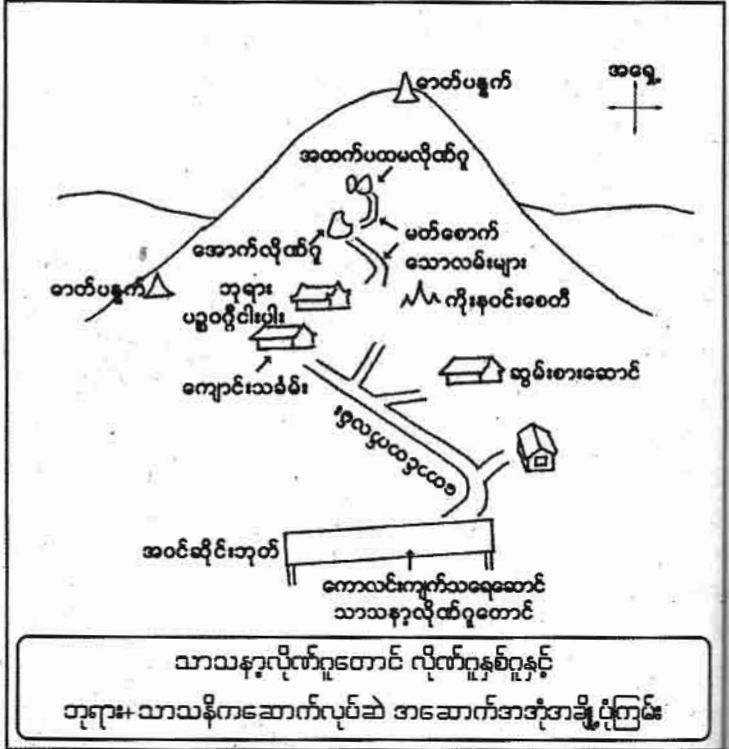 ဓာတ်ပန္နက်
အရှေ့
အထက်ပထမလိုဏ်ဂူ
အောက်လိုဏ်ဂူ
မတ်စောက်
သောလမ်းများ
ဓာတ်ပန္နက်
ဘုရား
ပဉ္စဝဂ္ဂီငါးပါး
ကိုးနဝင်းစေတီ
ကျောင်းသခံမ်း
ဆွမ်းစားဆောင်
အဝင်ဆိုင်းဘုတ်
ကောလင်းကျက်သရေဆောင်
သာသနာ့လိုဏ်ဂူတောင်
သာသနာ့လိုဏ်ဂူတောင် လိုဏ်ဂူနှစ်ဂူနှင့်
ဘုရား+သာသနိကဆောက်လုပ်ဆဲ အဆောက်အအုံအချို့ပုံကြမ်း